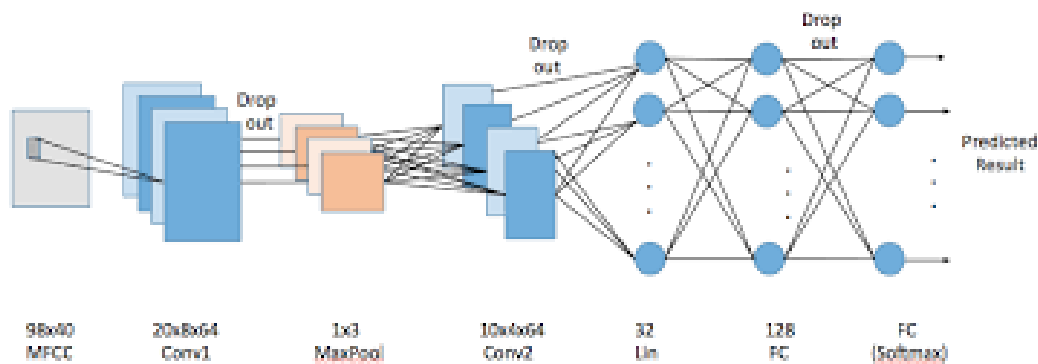 Drop
out
Drop
out
Drop
out
Predicted
Result
98x40
MFCC
20x8x64
Conv1
1x3
MaxPool
10x4x64
Conv2
32
Lin
128
FC
FC
(Softmax)